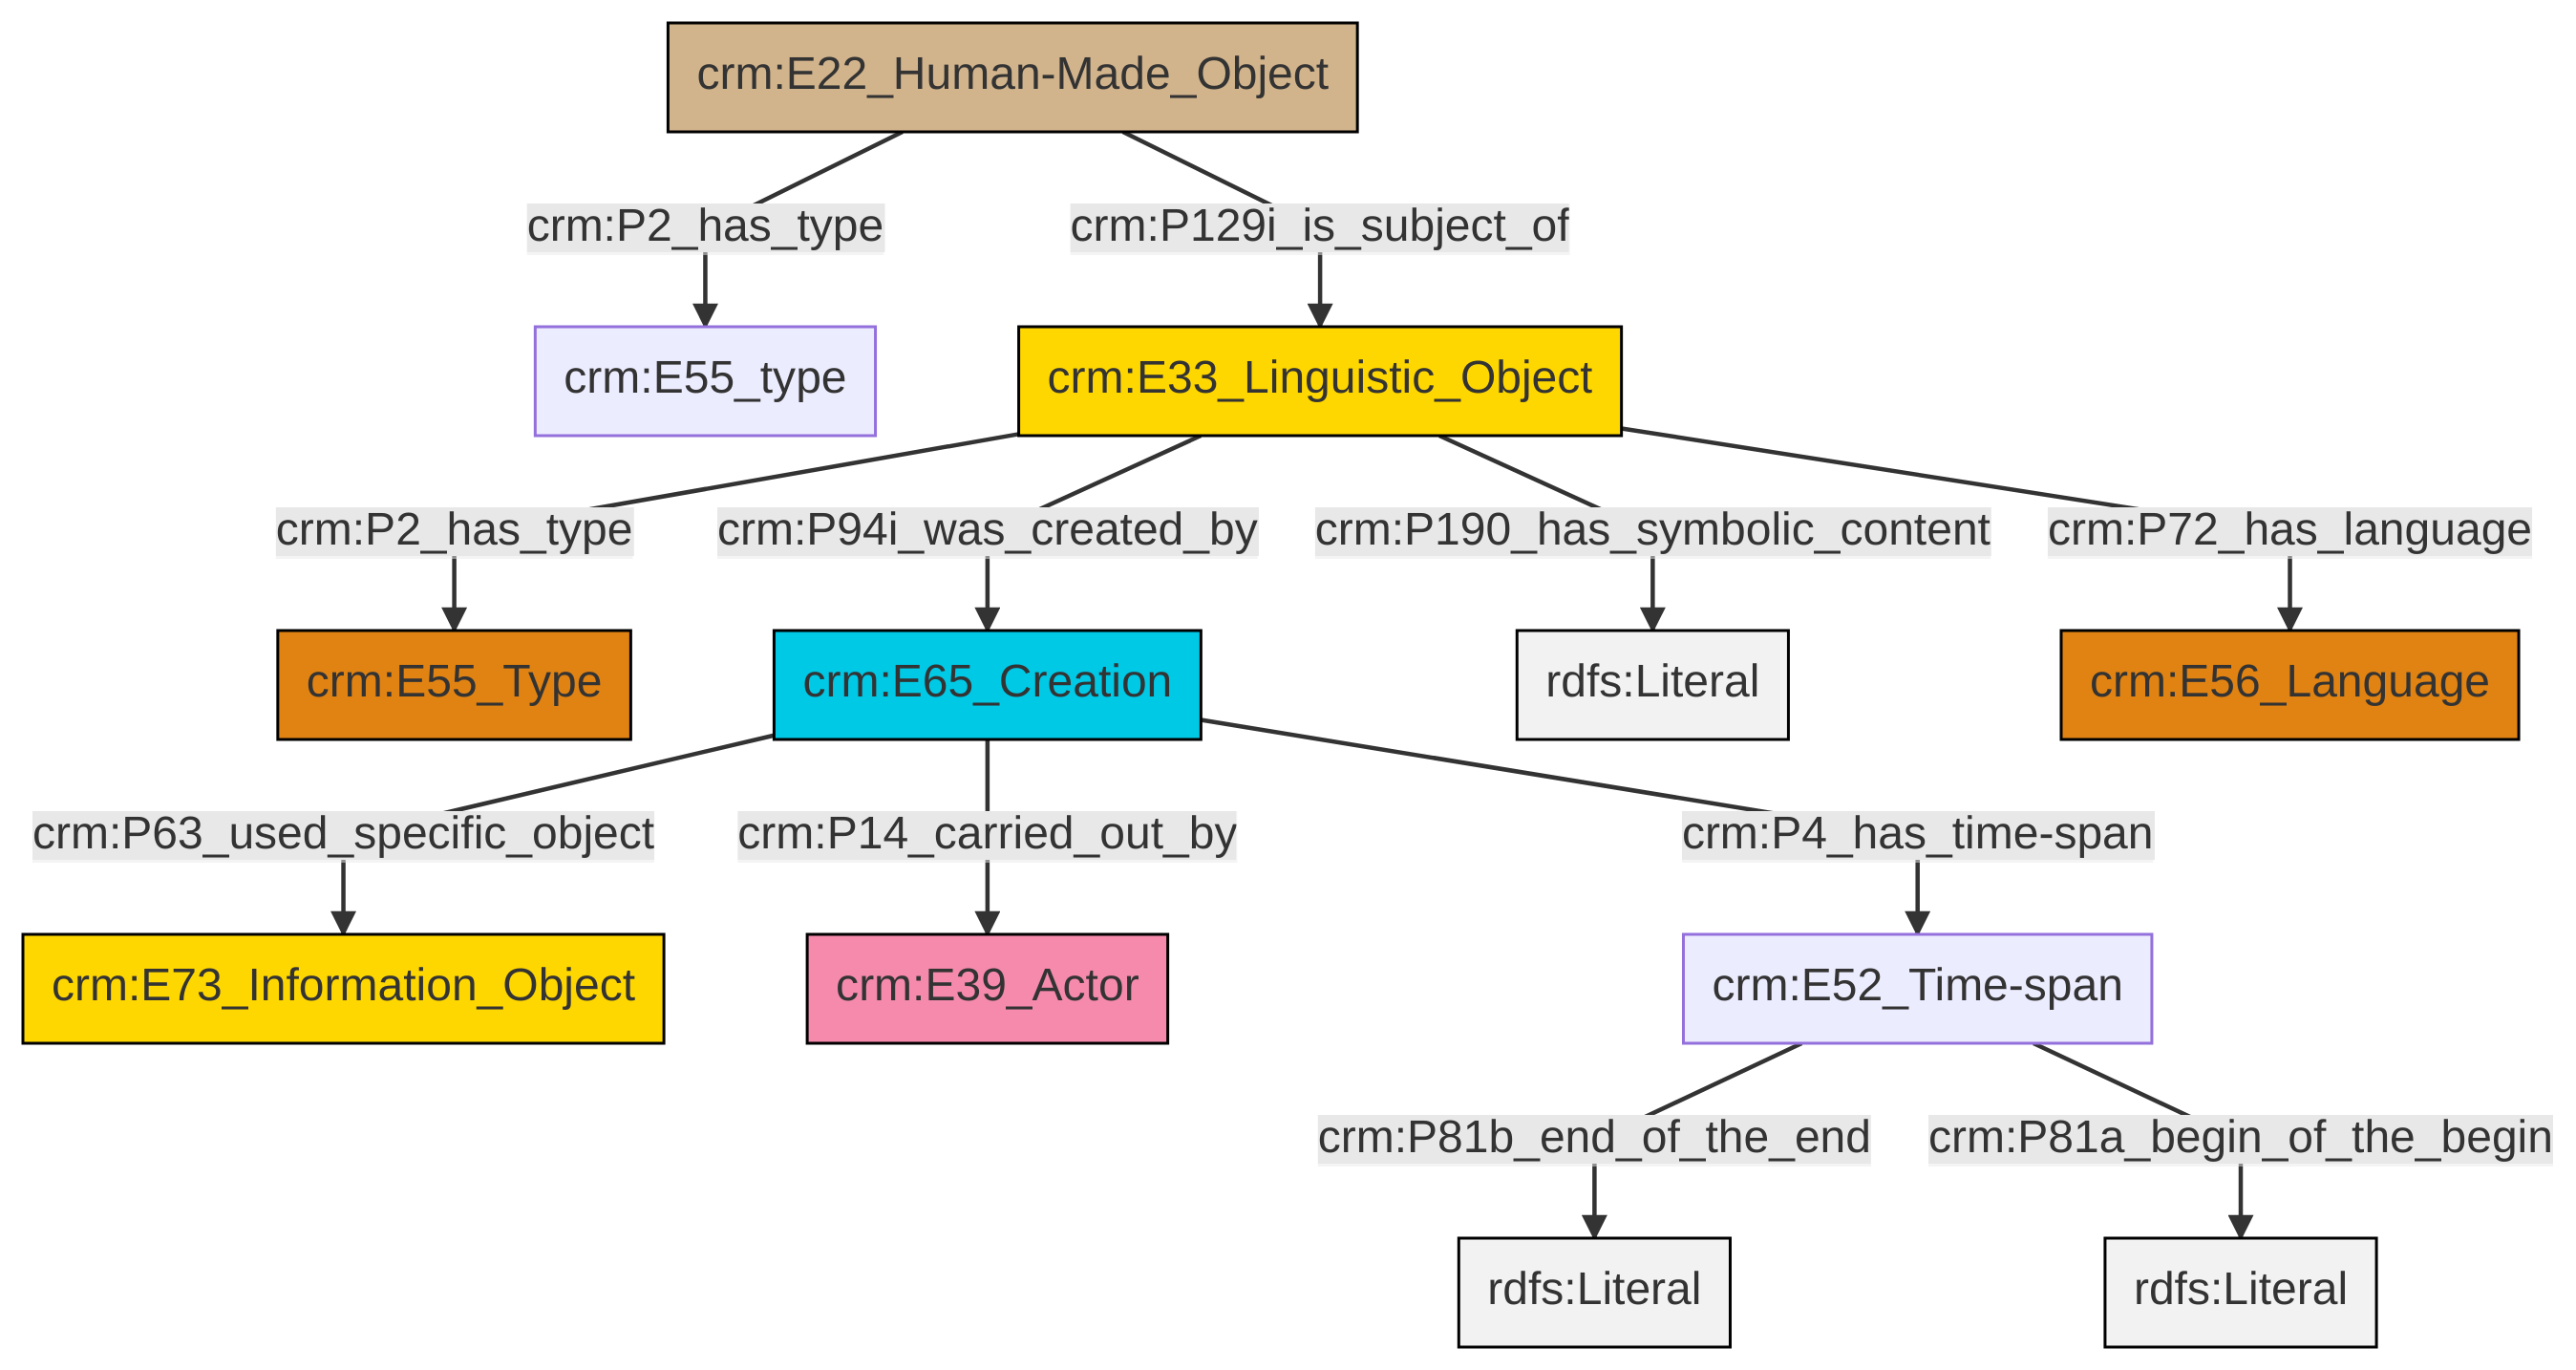 crm:E22_Human-Made_Object
crm:P2_has_type
crm:P129i_is_subject_of
crm:E55_type
crm:E33_Linguistic_Object
crm:P2_has_type
crm:P94i_was_created_by
crm:P190_has_symbolic_content
crm:P72_has_language
crm:E55_Type
crm:E65_Creation
rdfs:Literal
crm:E56_Language
crm:P63_used_specific_object
crm:P14_carried_out_by
crm:P4_has_time-span
crm:E73_Information_Object
crm:E39_Actor
crm:E52_Time-span
crm:P81b_end_of_the_end
crm:P81a_begin_of_the_begin
rdfs:Literal
rdfs:Literal